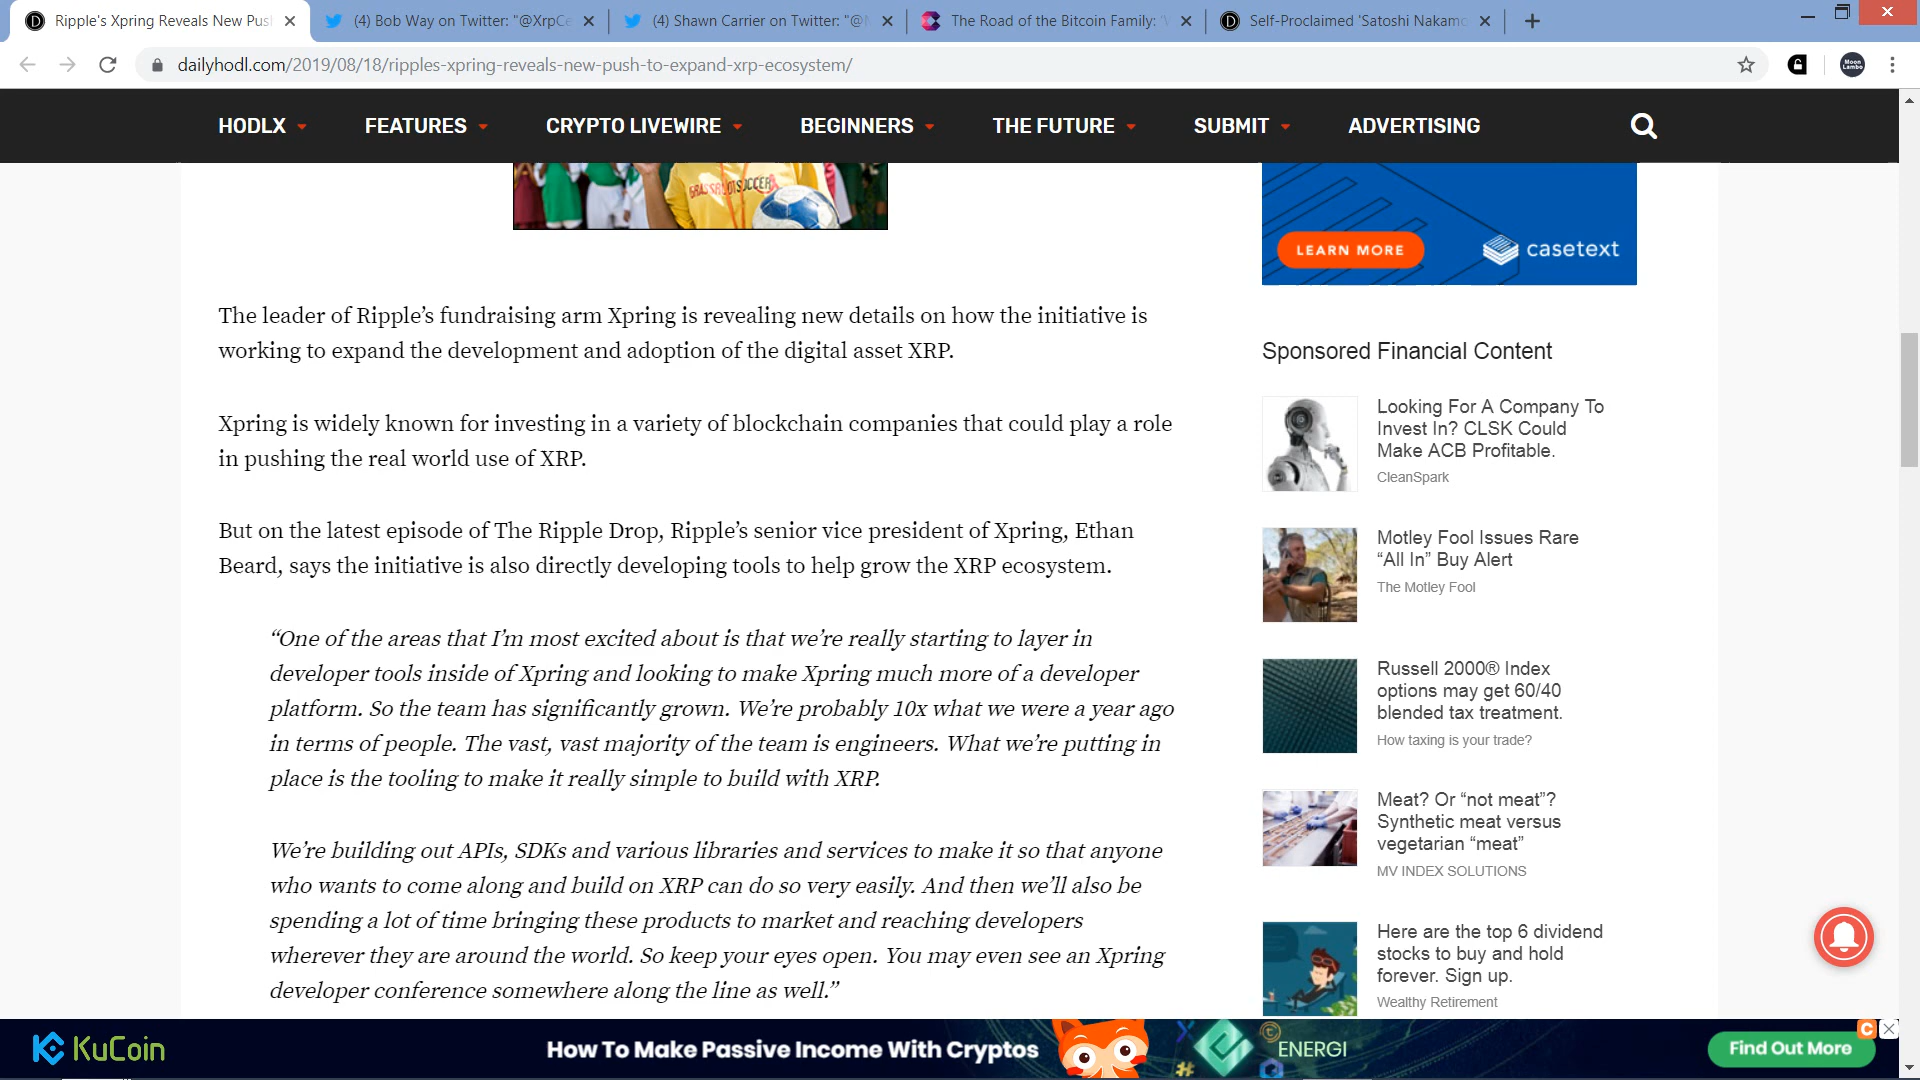 Ripple's Xpring Reveals New Pus
(4) Bob Way on Twitter: "@XrpCe
(4) Shawn Carrier on Twitter: "@N
The Road of the Bitcoin Family: 'W
Self-Proclaimed 'Satoshi Nakamo
dailyhodl.com/2019/08/18/ripples-xpring-reveals-new-push-to-expand-xrp-ecosystem/
Moon Lambo
HODLX
FEATURES
CRYPTO LIVEWIRE
BEGINNERS
THE FUTURE
SUBMIT
ADVERTISING
GRASSROOTSOCCER
LEARN MORE
casetext
The leader of Ripple’s fundraising arm Xpring is revealing new details on how the initiative is
working to expand the development and adoption of the digital asset XRP.
Xpring is widely known for investing in a variety of blockchain companies that could play a role
in pushing the real world use of XRP.
But on the latest episode of The Ripple Drop, Ripple’s senior vice president of Xpring, Ethan
Beard, says the initiative is also directly developing tools to help grow the XRP ecosystem.
“One of the areas that I’m most excited about is that we’re really starting to layer in
developer tools inside of Xpring and looking to make Xpring much more of a developer
platform. So the team has significantly grown. We’re probably 10x what we were a year ago
in terms of people. The vast, vast majority of the team is engineers. What we’re putting in
place is the tooling to make it really simple to build with XRP.
We’re building out APIs, SDKs and various libraries and services to make it so that anyone
who wants to come along and build on XRP can do so very easily. And then we’ll also be
spending a lot of time bringing these products to market and reaching developers
wherever they are around the world. So keep your eyes open. You may even see an Xpring
developer conference somewhere along the line as well.”
Sponsored Financial Content
Looking For A Company To
Invest In? CLSK Could
Make ACB Profitable.
CleanSpark
Motley Fool Issues Rare
“All In” Buy Alert
The Motley Fool
Russell 2000® Index
options may get 60/40
blended tax treatment.
How taxing is your trade?
Meat? Or “not meat”?
Synthetic meat versus
vegetarian “meat”
MV INDEX SOLUTIONS
Here are the top 6 dividend
stocks to buy and hold
forever. Sign up.
Wealthy Retirement
KuCoin
How To Make Passive Income With Cryptos
ENERGI
Find Out More